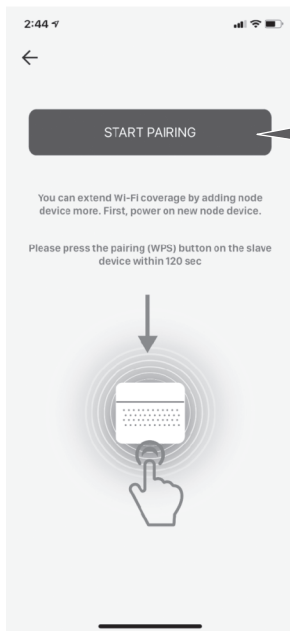 2:44
START PAIRING
You can extend Wi-Fi coverage by adding node
device more. First, power on new node device.
Please press the pairing (WPS) button on the slave
device within 120 sec